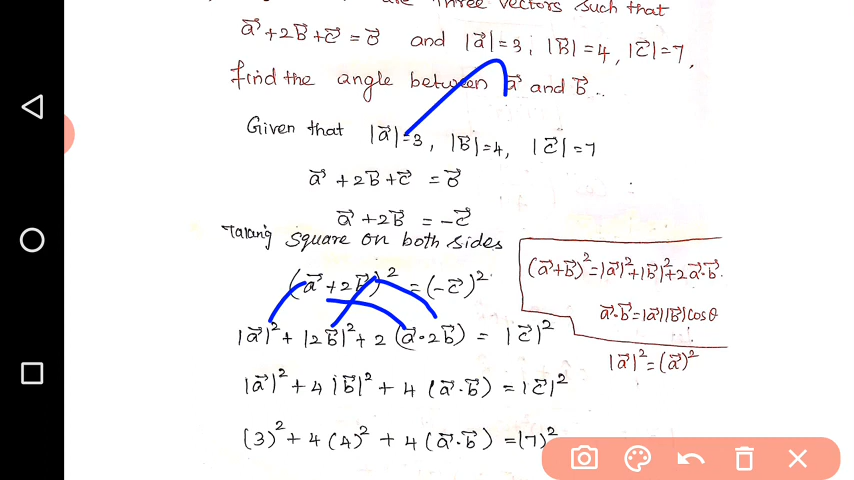 are three vectors such that
a⃗ + 2b⃗ + c⃗ = 0⃗ and |a⃗| = 3, |b⃗| = 4, |c⃗| = 7,
find the angle between a⃗ and b⃗.
Given that |a⃗| = 3, |b⃗| = 4, |c⃗| = 7
a⃗ + 2b⃗ + c⃗ = 0⃗
a⃗ + 2b⃗ = -c⃗
Taking square on both sides
(a⃗ + 2b⃗)² = (-c⃗)²
|a⃗|² + |2b⃗|² + 2 (a⃗ · 2b⃗) = |c⃗|²
|a⃗|² + 4 |b⃗|² + 4 (a⃗ · b⃗) = |c⃗|²
(3)² + 4 (4)² + 4 (a⃗ · b⃗) = (7)²
(a⃗ + b⃗)² = |a⃗|² + |b⃗|² + 2a⃗ · b⃗.
a⃗ · b⃗ = |a⃗| |b⃗| cos θ
|a⃗|² = (a⃗)²